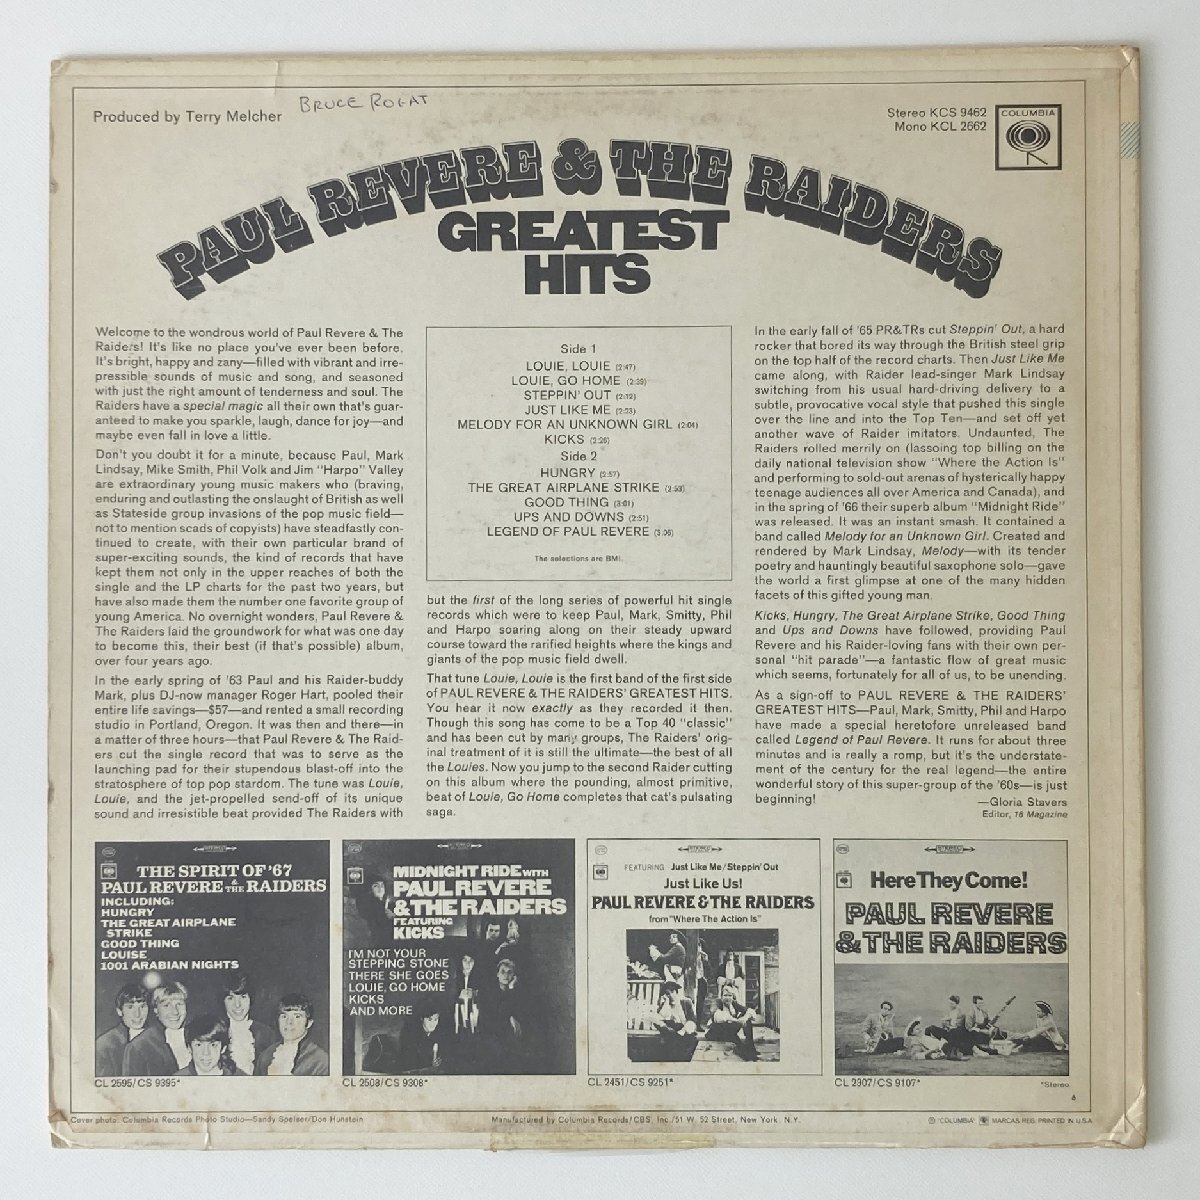 Produced by Terry Melcher
BRUCE ROGAT
Stereo KCS 9462
Mono KCL 2662
COLUMBIA
PAUL REVERE & THE RAIDERS
GREATEST
HITS
Welcome to the wondrous world of Paul Revere & The
Raiders! It's like no place you've ever been before.
It's bright, happy and zany—filled with vibrant and irre-
pressible sounds of music and song, and seasoned
with just the right amount of tenderness and soul. The
Raiders have a special magic all their own that's guar-
anteed to make you sparkle, laugh, dance for joy—and
maybe even fall in love a little.
Don't you doubt it for a minute, because Paul, Mark
Lindsay, Mike Smith, Phil Volk and Jim "Harpo" Valley
are extraordinary young music makers who (braving,
enduring and outlasting the onslaught of British as well
as Stateside group invasions of the pop music field—
not to mention scads of copyists) have steadfastly con-
tinued to create, with their own particular brand of
super-exciting sounds, the kind of records that have
kept them not only in the upper reaches of both the
single and the LP charts for the past two years, but
have also made them the number one favorite group of
young America. No overnight wonders, Paul Revere &
The Raiders laid the groundwork for what was one day
to become this, their best (if that's possible) album,
over four years ago.
In the early spring of '63 Paul and his Raider-buddy
Mark, plus DJ-now manager Roger Hart, pooled their
entire life savings—$57—and rented a small recording
studio in Portland, Oregon. It was then and there—in
a matter of three hours—that Paul Revere & The Raid-
ers cut the single record that was to serve as the
launching pad for their stupendous blast-off into the
stratosphere of top pop stardom. The tune was Louie,
Louie, and the jet-propelled send-off of its unique
sound and irresistible beat provided The Raiders with
Side 1
LOUIE, LOUIE (2:47)
LOUIE, GO HOME (2:39)
STEPPIN' OUT (2:12)
JUST LIKE ME (2:23)
MELODY FOR AN UNKNOWN GIRL (2:04)
KICKS (2:26)
Side 2
HUNGRY (2:57)
THE GREAT AIRPLANE STRIKE (2:53)
GOOD THING (3:01)
UPS AND DOWNS (2:51)
LEGEND OF PAUL REVERE (3:06)
The selections are BMI.
but the first of the long series of powerful hit single
records which were to keep Paul, Mark, Smitty, Phil
and Harpo soaring along on their steady upward
course toward the rarified heights where the kings and
giants of the pop music field dwell.
That tune Louie, Louie is the first band of the first side
of PAUL REVERE & THE RAIDERS' GREATEST HITS.
You hear it now exactly as they recorded it then.
Though this song has come to be a Top 40 "classic"
and has been cut by many groups, The Raiders' orig-
inal treatment of it is still the ultimate—the best of all
the Louies. Now you jump to the second Raider cutting
on this album where the pounding, almost primitive,
beat of Louie, Go Home completes that cat's pulsating
saga.
In the early fall of '65 PR&TRs cut Steppin' Out, a hard
rocker that bored its way through the British steel grip
on the top half of the record charts. Then Just Like Me
came along, with Raider lead-singer Mark Lindsay
switching from his usual hard-driving delivery to a
subtle, provocative vocal style that pushed this single
over the line and into the Top Ten—and set off yet
another wave of Raider imitators. Undaunted, The
Raiders rolled merrily on (lassoing top billing on the
daily national television show "Where the Action Is"
and performing to sold-out arenas of hysterically happy
teenage audiences all over America and Canada), and
in the spring of '66 their superb album "Midnight Ride"
was released. It was an instant smash. It contained a
band called Melody for an Unknown Girl. Created and
rendered by Mark Lindsay, Melody—with its tender
poetry and hauntingly beautiful saxophone solo—gave
the world a first glimpse at one of the many hidden
facets of this gifted young man.
Kicks, Hungry, The Great Airplane Strike, Good Thing
and Ups and Downs have followed, providing Paul
Revere and his Raider-loving fans with their own per-
sonal "hit parade"—a fantastic flow of great music
which seems, fortunately for all of us, to be unending.
As a sign-off to PAUL REVERE & THE RAIDERS'
GREATEST HITS—Paul, Mark, Smitty, Phil and Harpo
have made a special heretofore unreleased band
called Legend of Paul Revere. It runs for about three
minutes and is really a romp, but it's the understate-
ment of the century for the real legend—the entire
wonderful story of this super-group of the '60s—is just
beginning!
—Gloria Stavers
Editor, 16 Magazine
STEREO
THE SPIRIT OF '67
PAUL REVERE & THE RAIDERS
INCLUDING:
HUNGRY
THE GREAT AIRPLANE
STRIKE
GOOD THING
LOUISE
1001 ARABIAN NIGHTS
CL 2595/CS 9395*
STEREO
MIDNIGHT RIDE WITH
PAUL REVERE
& THE RAIDERS
FEATURING
KICKS
I'M NOT YOUR
STEPPING STONE
THERE SHE GOES
LOUIE, GO HOME
KICKS
AND MORE
CL 2508/CS 9308*
STEREO
FEATURING Just Like Me/Steppin' Out
Just Like Us!
PAUL REVERE & THE RAIDERS
from "Where The Action Is"
CL 2451/CS 9251*
STEREO
Here They Come!
PAUL REVERE
& THE RAIDERS
CL 2307/CS 9107*
*Stereo
6
Cover photo: Columbia Records Photo Studio—Sandy Speiser/Don Hunstein
Manufactured by Columbia Records/CBS, Inc./51 W. 52 Street, New York, N.Y.
℗ "COLUMBIA" MARCAS REG. PRINTED IN U.S.A.